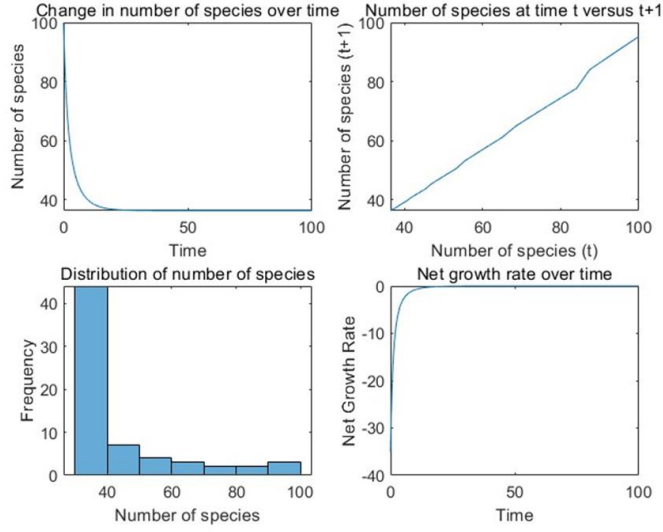 Change in number of species over time
Number of species
100
80
60
40
0
50
100
Time
Number of species at time t versus t+1
Number of species (t+1)
100
80
60
40
40
60
80
100
Number of species (t)
Distribution of number of species
Frequency
40
30
20
10
0
40
60
80
100
Number of species
Net growth rate over time
Net Growth Rate
0
-10
-20
-30
-40
0
50
100
Time